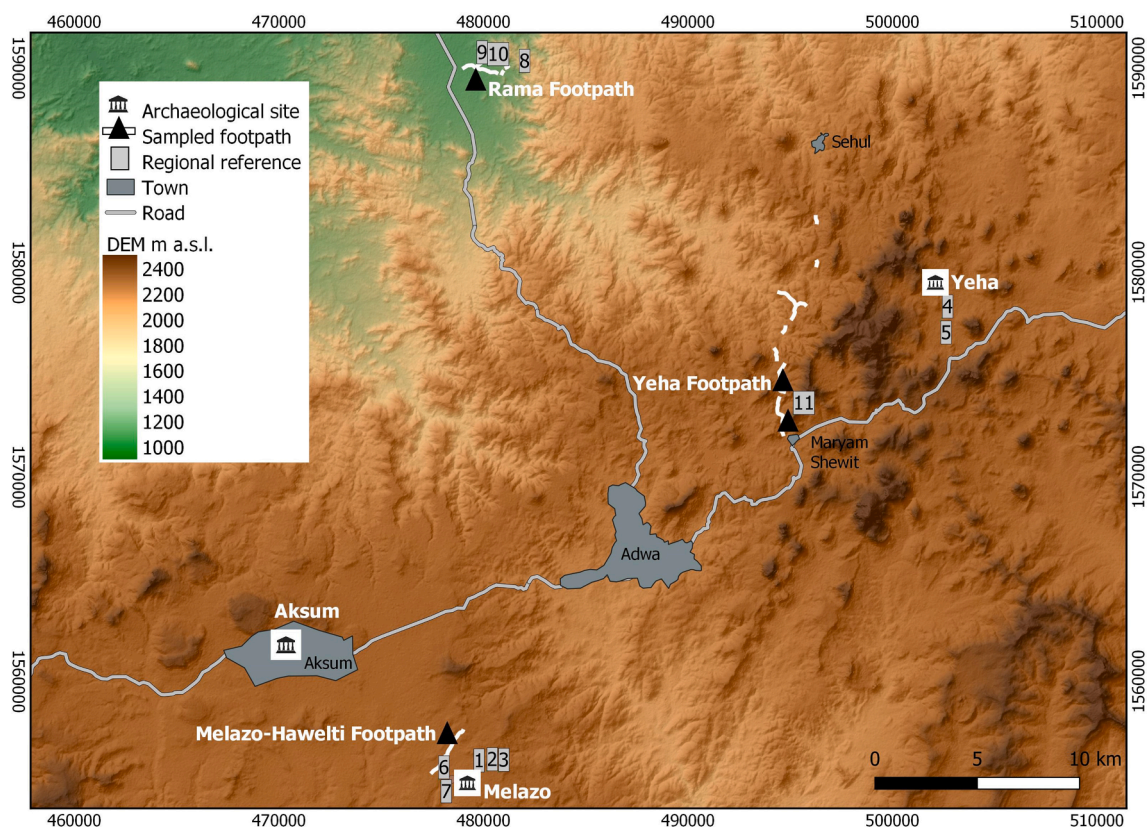 460000 470000 480000 490000 500000 510000
1590000
1580000
1570000
1560000
1590000
1580000
1570000
1560000
Archaeological site
Sampled footpath
Regional reference
Town
Road
DEM m a.s.l.
2400
2200
2000
1800
1600
1400
1200
1000
9 10 8
Rama Footpath
Sehul
Yeha
4
5
Yeha Footpath
11
Maryam
Shewit
Adwa
Aksum
Aksum
Melazo-Hawelti Footpath
6 1 2 3
7 Melazo
0 5 10 km
460000 470000 480000 490000 500000 510000